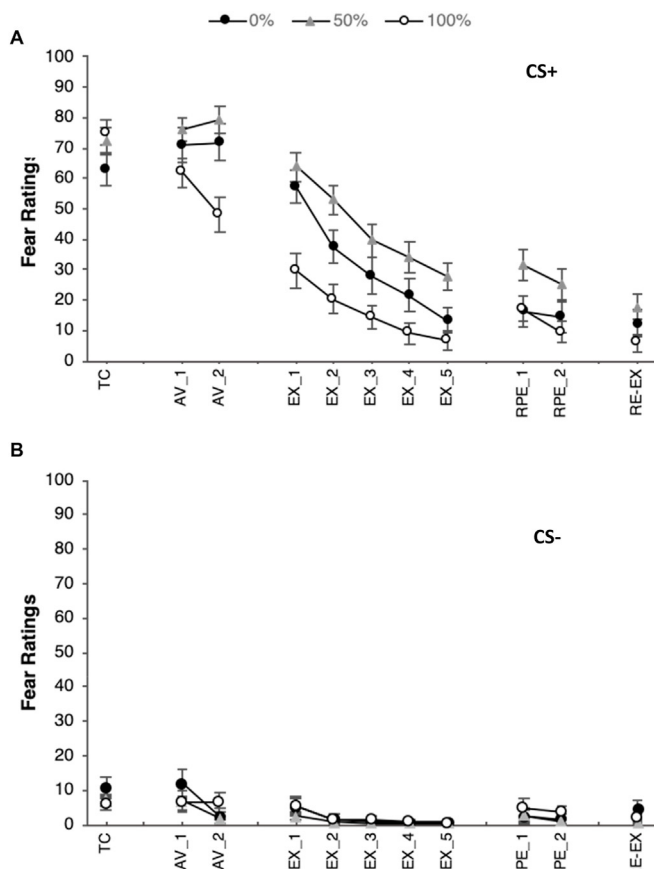 0% 50% 100%
A
CS+
100
90
80
70
60
50
40
30
20
10
0
Fear Ratings
TC AV_1 AV_2 EX_1 EX_2 EX_3 EX_4 EX_5 RPE_1 RPE_2 RE-EX
B
CS-
100
90
80
70
60
50
40
30
20
10
0
Fear Ratings
TC AV_1 AV_2 EX_1 EX_2 EX_3 EX_4 EX_5 PE_1 PE_2 E-EX